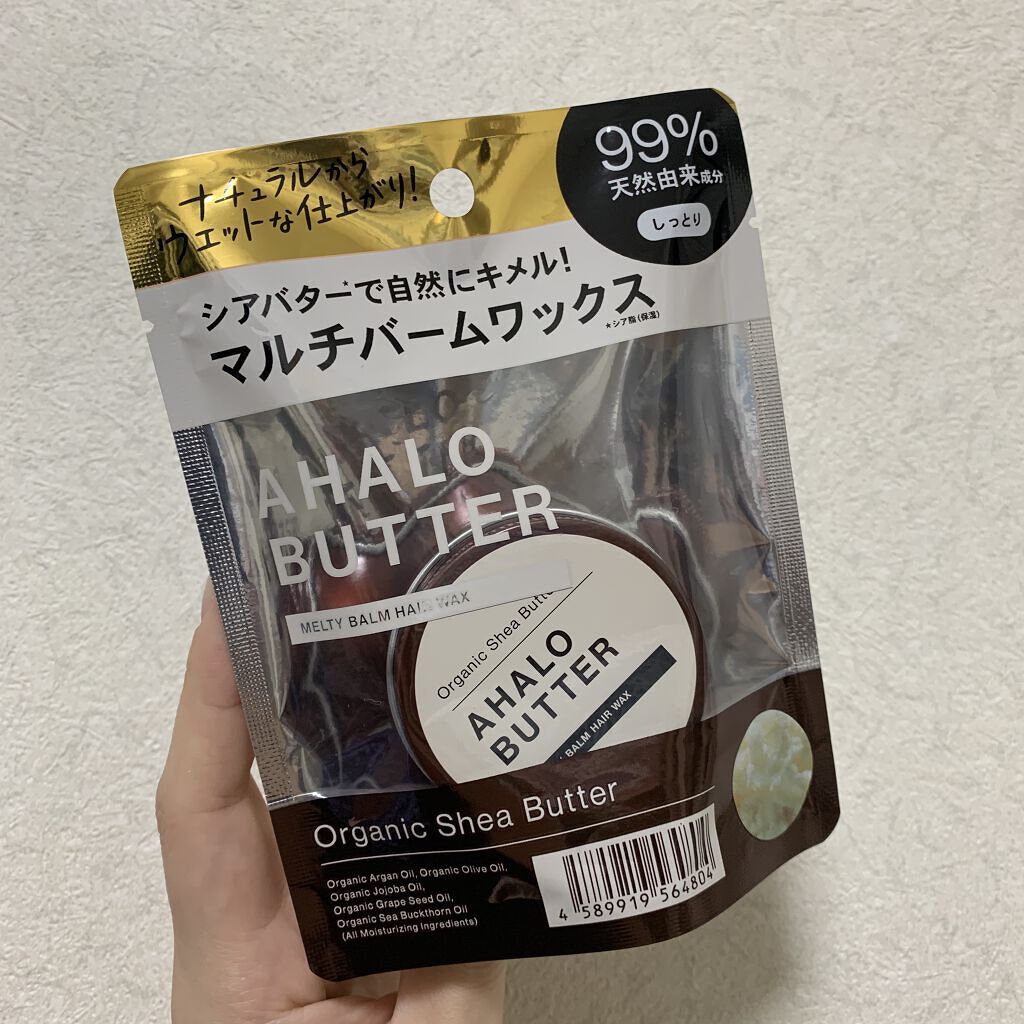 ナチュラルから
ウェットな仕上がり!
99%
天然由来成分
しっとり
シアバター*で自然にキメル!
マルチバームワックス
*シア脂(保湿)
AHALO
BUTTER
MELTY BALM HAIR WAX
Organic Shea Butte
AHALO
BUTTER
BALM HAIR WAX
Organic Shea Butter
Organic Argan Oil, Organic Olive Oil,
Organic Jojoba Oil,
Organic Grape Seed Oil,
Organic Sea Buckthorn Oil
(All Moisturizing Ingredients)
4 589919 564804